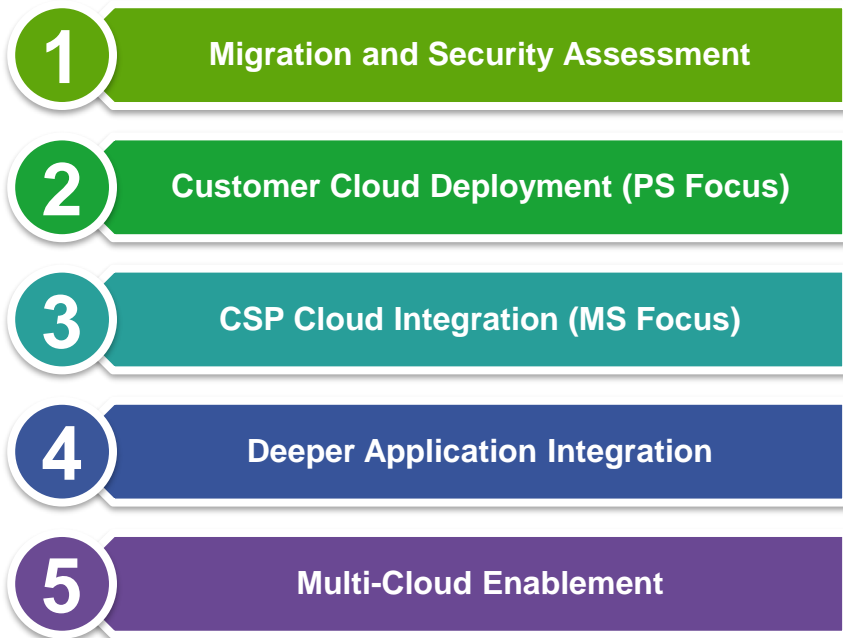 1 Migration and Security Assessment
2 Customer Cloud Deployment (PS Focus)
3 CSP Cloud Integration (MS Focus)
4 Deeper Application Integration
5 Multi-Cloud Enablement